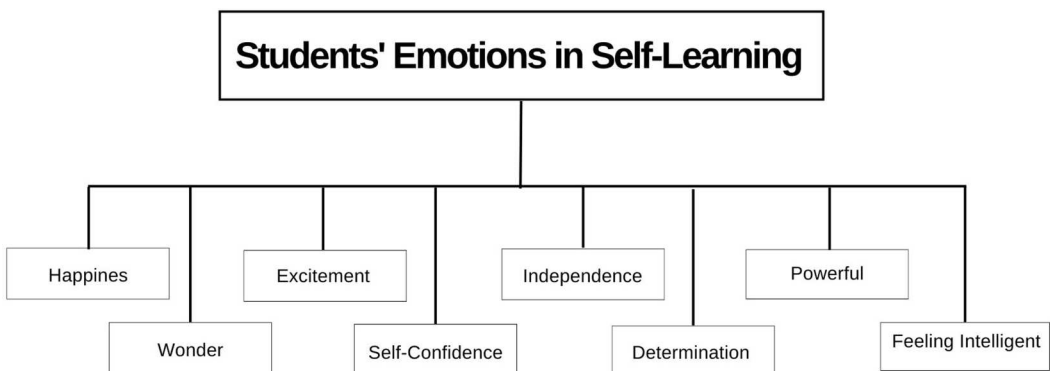 Students' Emotions in Self-Learning
Happines
Excitement
Independence
Powerful
Wonder
Self-Confidence
Determination
Feeling Intelligent